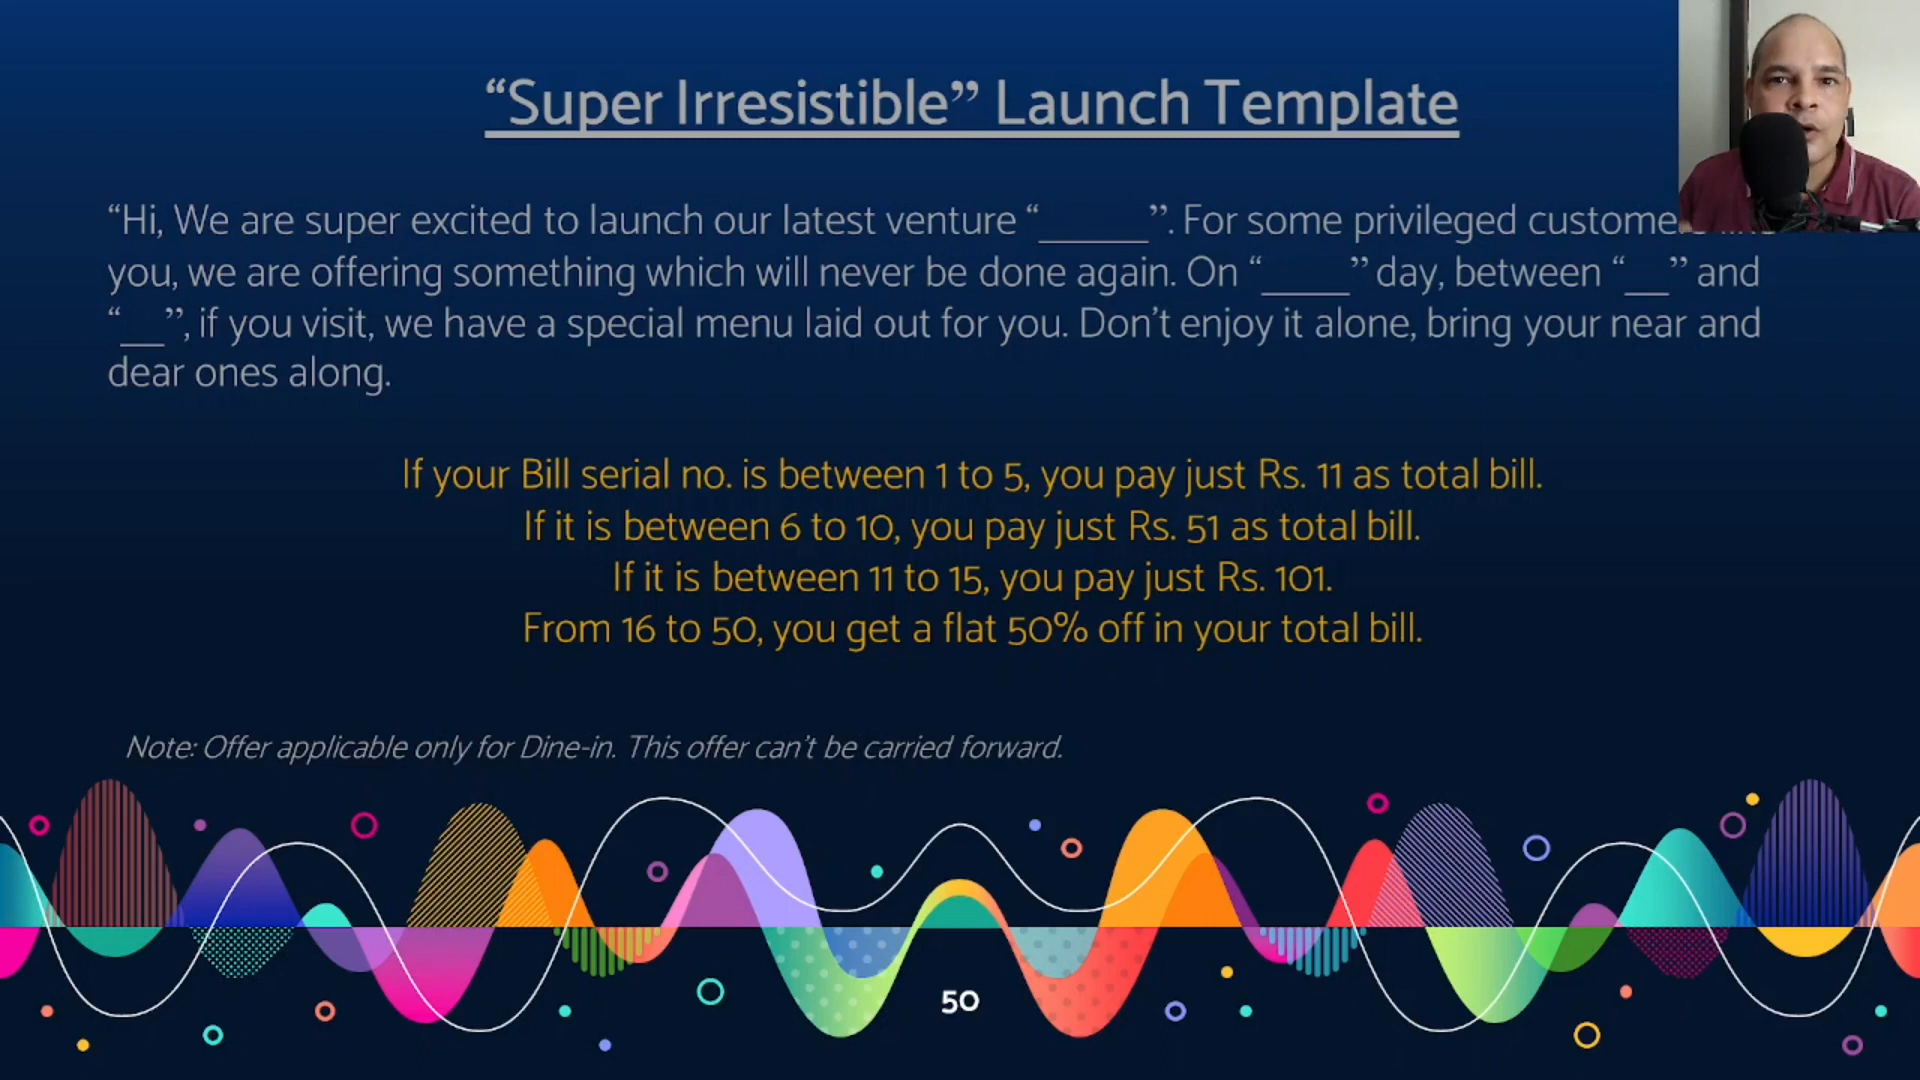 “Super Irresistible” Launch Template
“Hi, We are super excited to launch our latest venture “_____”. For some privileged
you, we are offering something which will never be done again. On “____” day, between “__” and
“__”, if you visit, we have a special menu laid out for you. Don’t enjoy it alone, bring your near and
dear ones along.
If your Bill serial no. is between 1 to 5, you pay just Rs. 11 as total bill.
If it is between 6 to 10, you pay just Rs. 51 as total bill.
If it is between 11 to 15, you pay just Rs. 101.
From 16 to 50, you get a flat 50% off in your total bill.
Note: Offer applicable only for Dine-in. This offer can’t be carried forward.
50